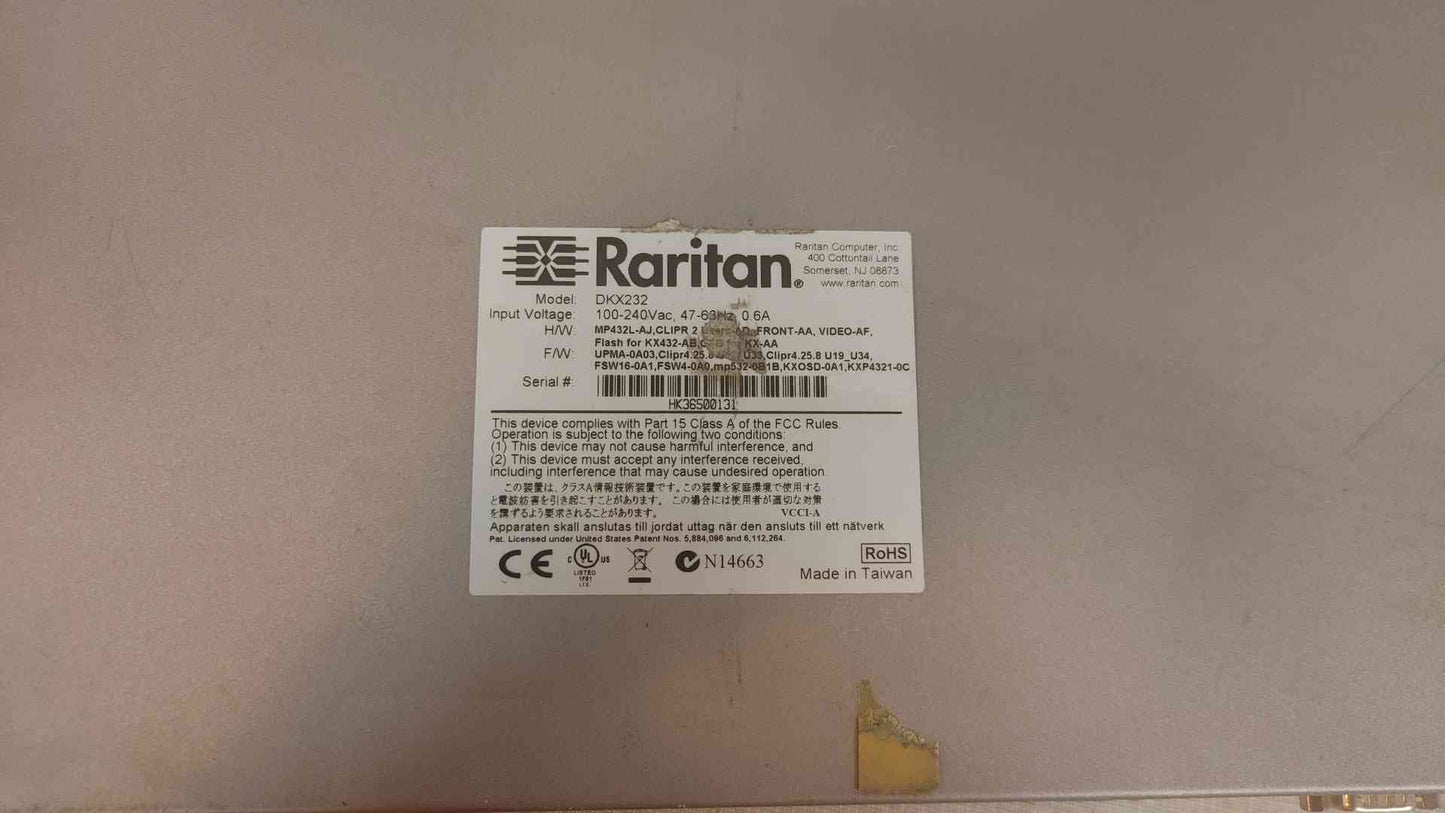 Raritan®
Raritan Computer, Inc
400 Cottontail Lane
Somerset, NJ 08873
www.raritan.com
Model: DKX232
Input Voltage: 100-240Vac, 47-63Hz, 0.6A
H/W: MP432L-AJ,CLIPR 2 FRONT-AA, VIDEO-AF,
Flash for KX432-AB, KX-AA
F/W: UPMA-0A03,Clipr4.25.8 U33,Clipr4.25.8 U19_U34,
FSW16-0A1,FSW4-0A0,mp532-0B1B,KXOSD-0A1,KXP4321-0C
Serial #:
HK36500131
This device complies with Part 15 Class A of the FCC Rules.
Operation is subject to the following two conditions:
(1) This device may not cause harmful interference, and
(2) This device must accept any interference received,
including interference that may cause undesired operation.
この装置は、クラスA情報技術装置です。この装置を家庭環境で使用する
と電波妨害を引き起こすことがあります。この場合には使用者が適切な対策
を講ずるよう要求されることがあります。 VCCI-A
Apparaten skall anslutas till jordat uttag när den ansluts till ett nätverk
Pat. Licensed under United States Patent Nos. 5,884,096 and 6,112,264.
CE c UL us N14663 RoHS
LISTED
1F61
I.T.E.
Made in Taiwan